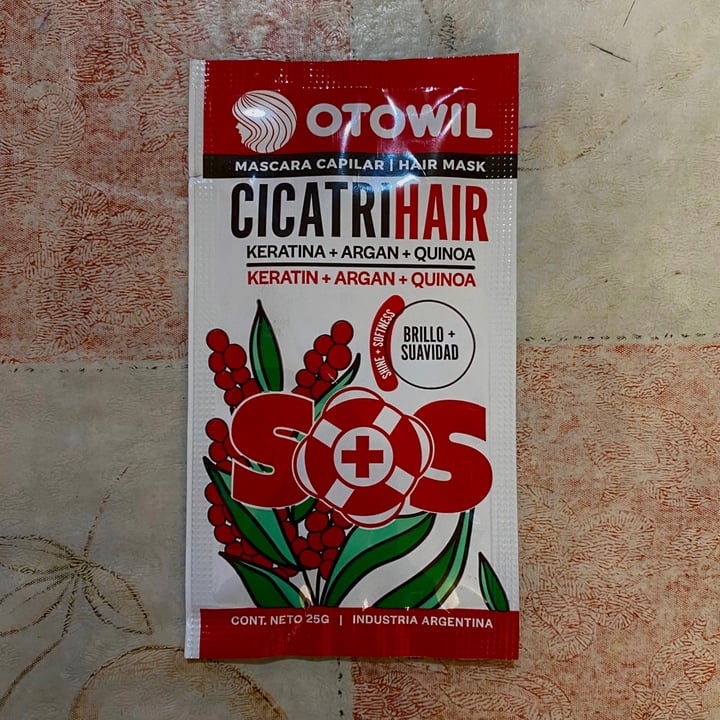 OTOWIL
MASCARA CAPILAR | HAIR MASK
CICATRIHAIR
KERATINA + ARGAN + QUINOA
KERATIN + ARGAN + QUINOA
SHINE + SOFTNESS
BRILLO +
SUAVIDAD
SOS
CONT. NETO 25G | INDUSTRIA ARGENTINA